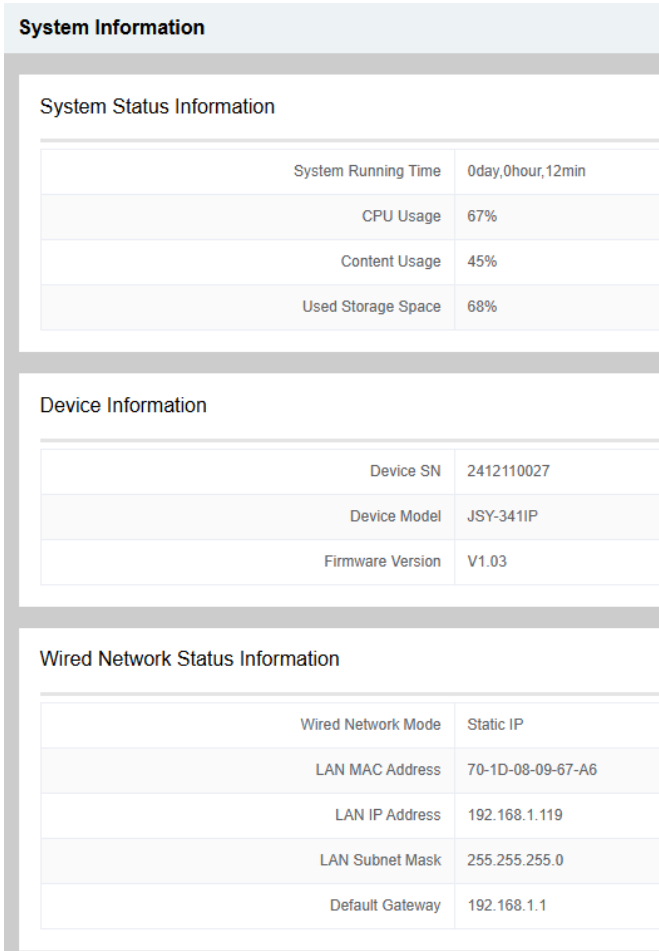 System Information
System Status Information
System Running Time 0day,0hour,12min
CPU Usage 67%
Content Usage 45%
Used Storage Space 68%
Device Information
Device SN 2412110027
Device Model JSY-341IP
Firmware Version V1.03
Wired Network Status Information
Wired Network Mode Static IP
LAN MAC Address 70-1D-08-09-67-A6
LAN IP Address 192.168.1.119
LAN Subnet Mask 255.255.255.0
Default Gateway 192.168.1.1